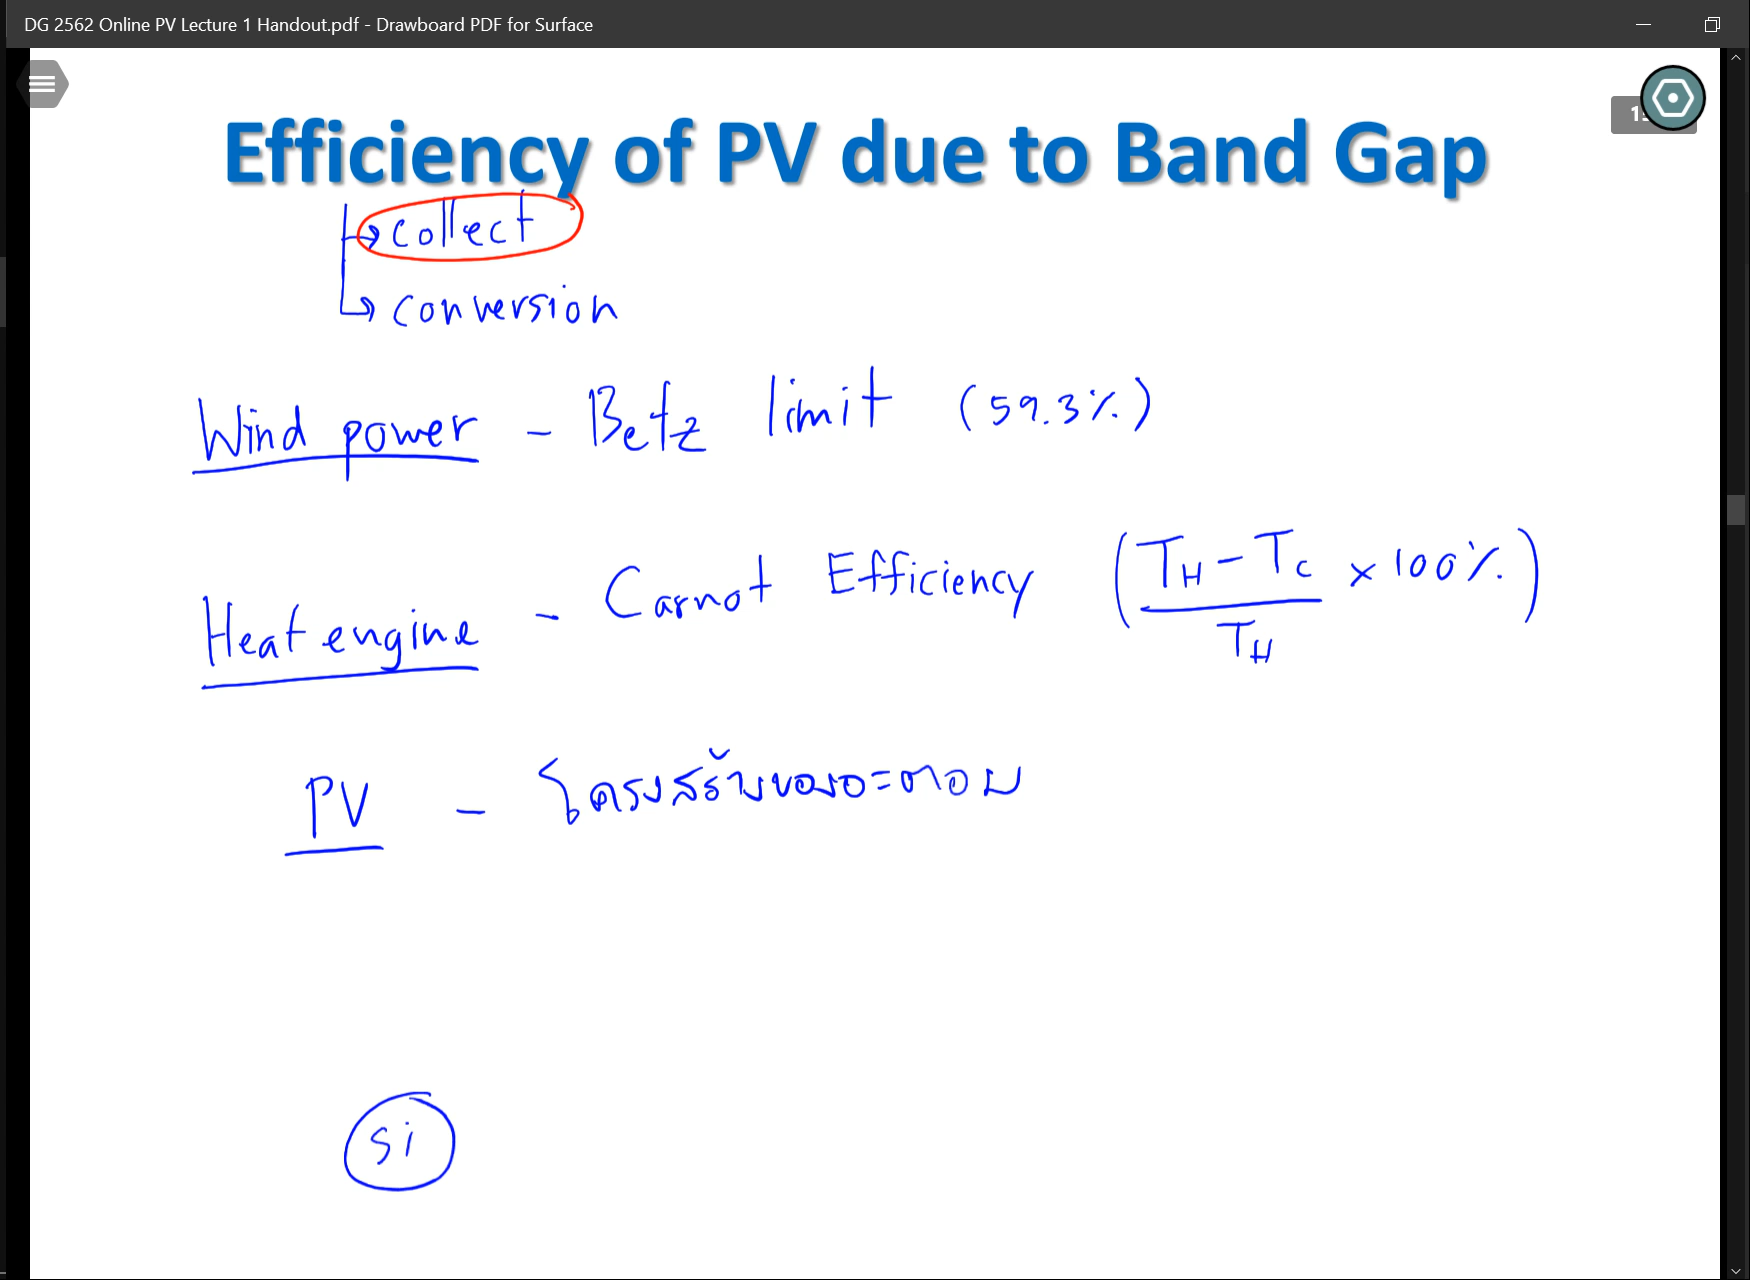 DG 2562 Online PV Lecture 1 Handout.pdf - Drawboard PDF for Surface
Efficiency of PV due to Band Gap
collect
conversion
Wind power - Betz limit (59.3%)
Heat engine - Carnot Efficiency (TH - TC / TH × 100%)
PV - โครงสร้างของอะตอม
Si